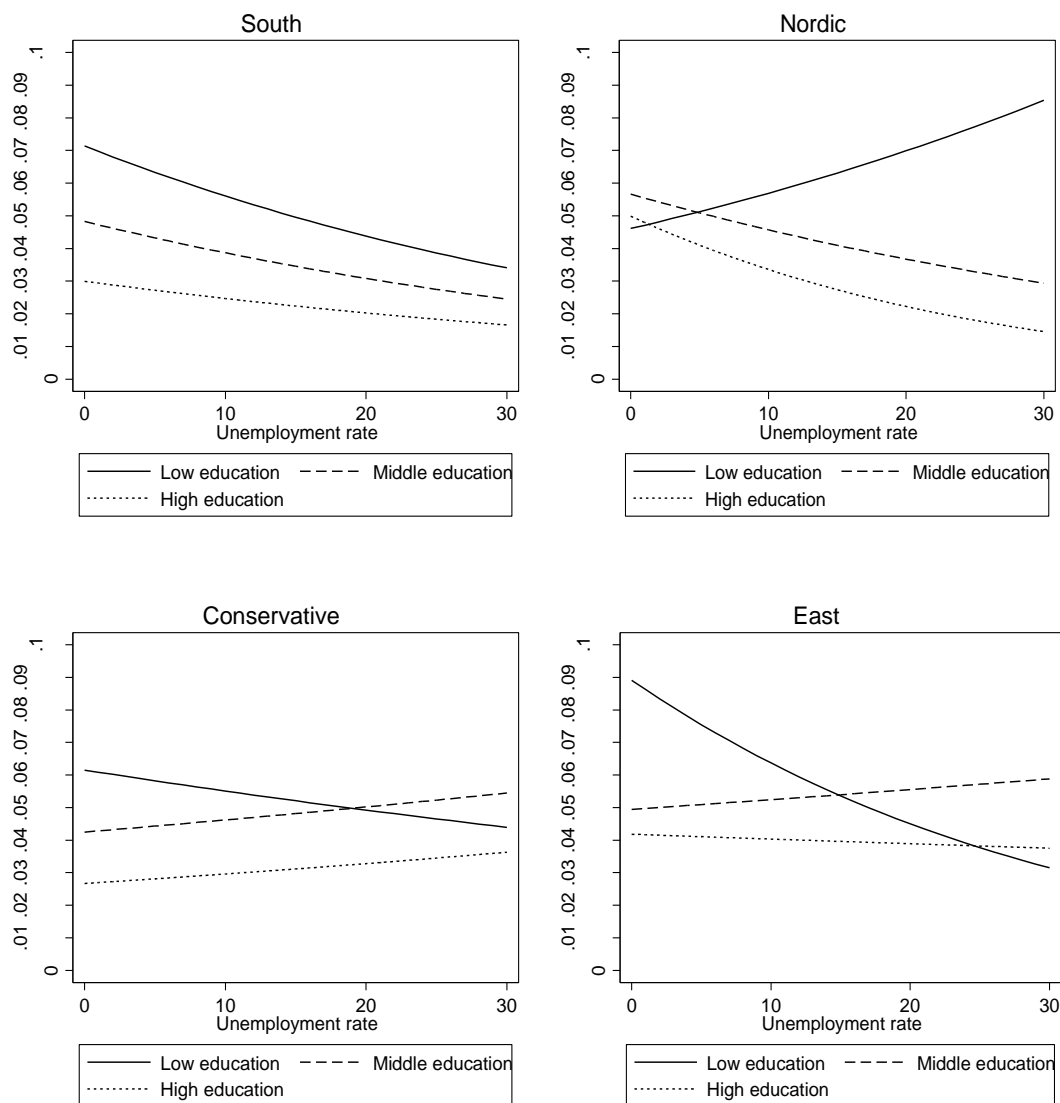 South
.1
.09
.08
.07
.06
.05
.04
.03
.02
.01
0
0 10 20 30
Unemployment rate
Low education Middle education
High education
Nordic
.1
.09
.08
.07
.06
.05
.04
.03
.02
.01
0
0 10 20 30
Unemployment rate
Low education Middle education
High education
Conservative
.1
.09
.08
.07
.06
.05
.04
.03
.02
.01
0
0 10 20 30
Unemployment rate
Low education Middle education
High education
East
.1
.09
.08
.07
.06
.05
.04
.03
.02
.01
0
0 10 20 30
Unemployment rate
Low education Middle education
High education